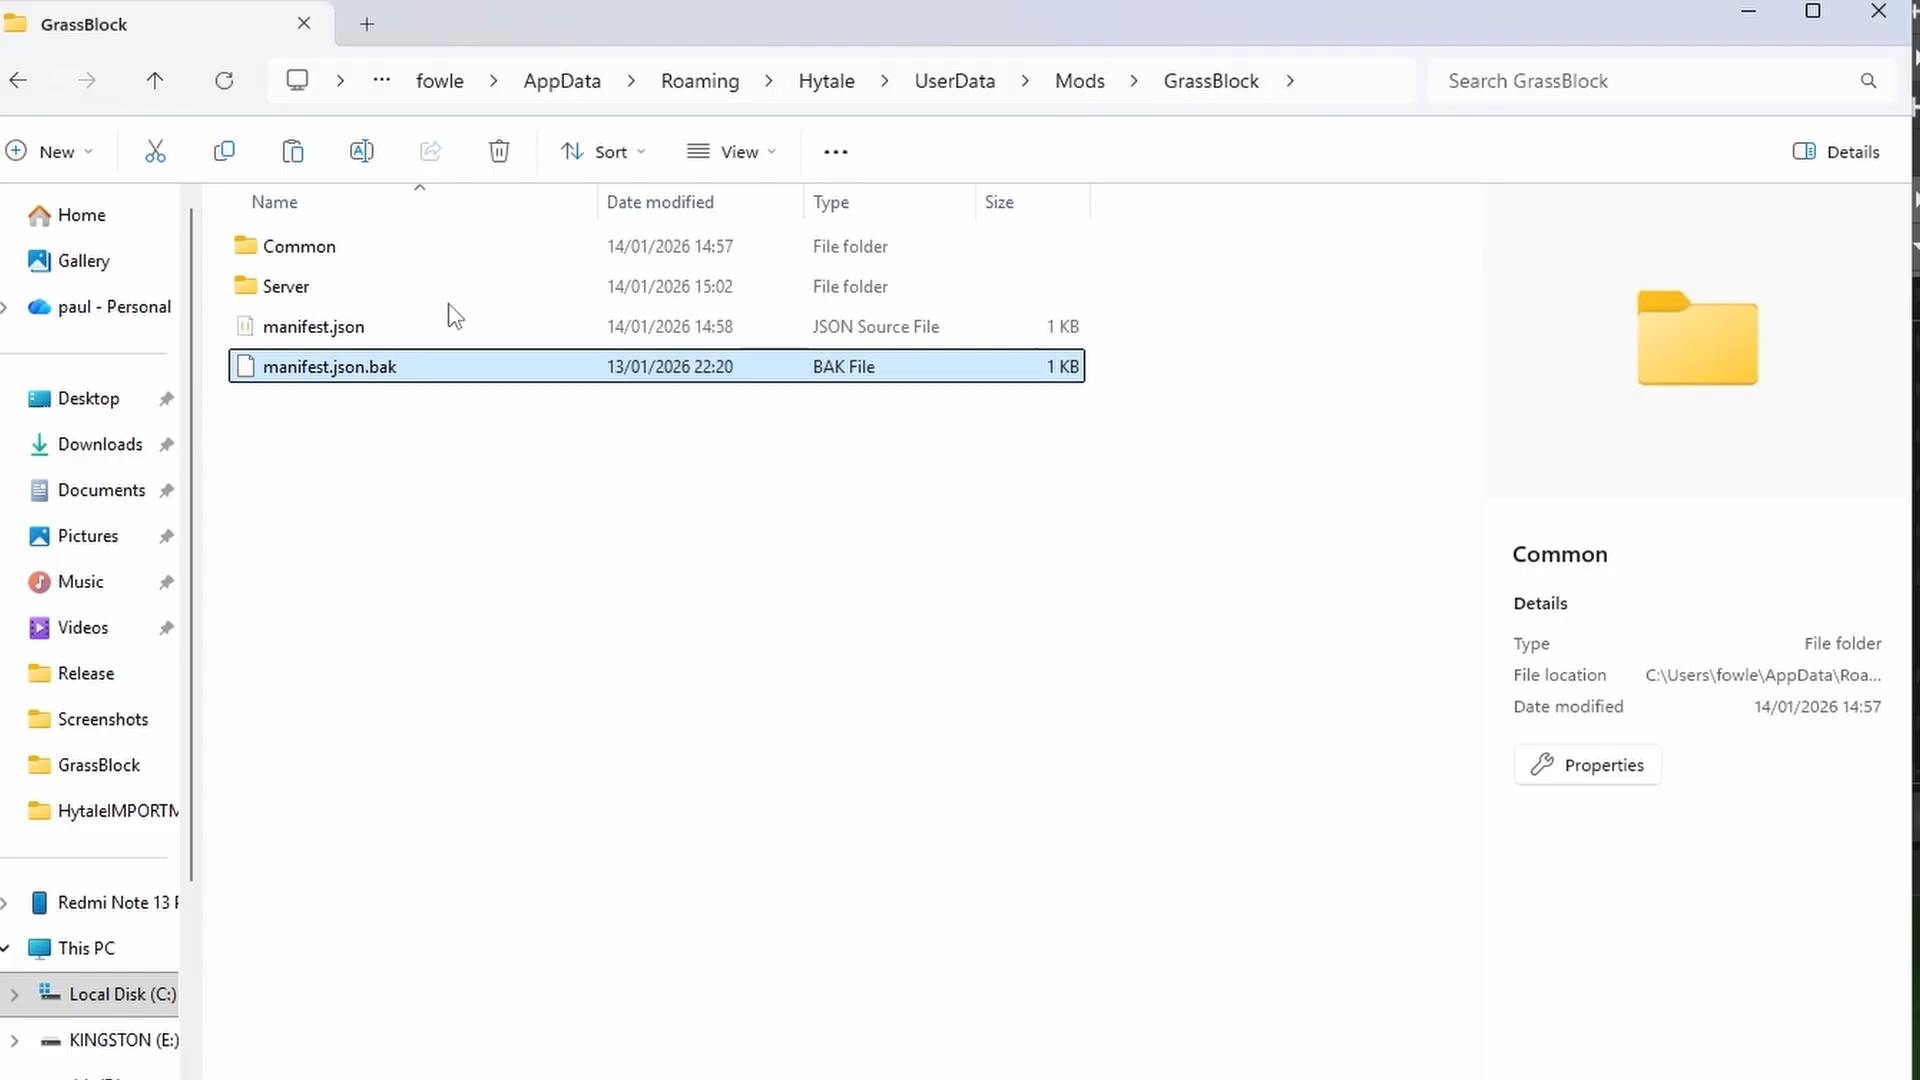 GrassBlock
fowle > AppData > Roaming > Hytale > UserData > Mods > GrassBlock >
Search GrassBlock
New
Sort
View
Details
Name Date modified Type Size
Common 14/01/2026 14:57 File folder
Server 14/01/2026 15:02 File folder
manifest.json 14/01/2026 14:58 JSON Source File 1 KB
manifest.json.bak 13/01/2026 22:20 BAK File 1 KB
Home
Gallery
paul - Personal
Desktop
Downloads
Documents
Pictures
Music
Videos
Release
Screenshots
GrassBlock
HytaleIMPORTM
Redmi Note 13
This PC
Local Disk (C:)
KINGSTON (E:)
Common
Details
Type File folder
File location C:\Users\fowle\AppData\Roa...
Date modified 14/01/2026 14:57
Properties